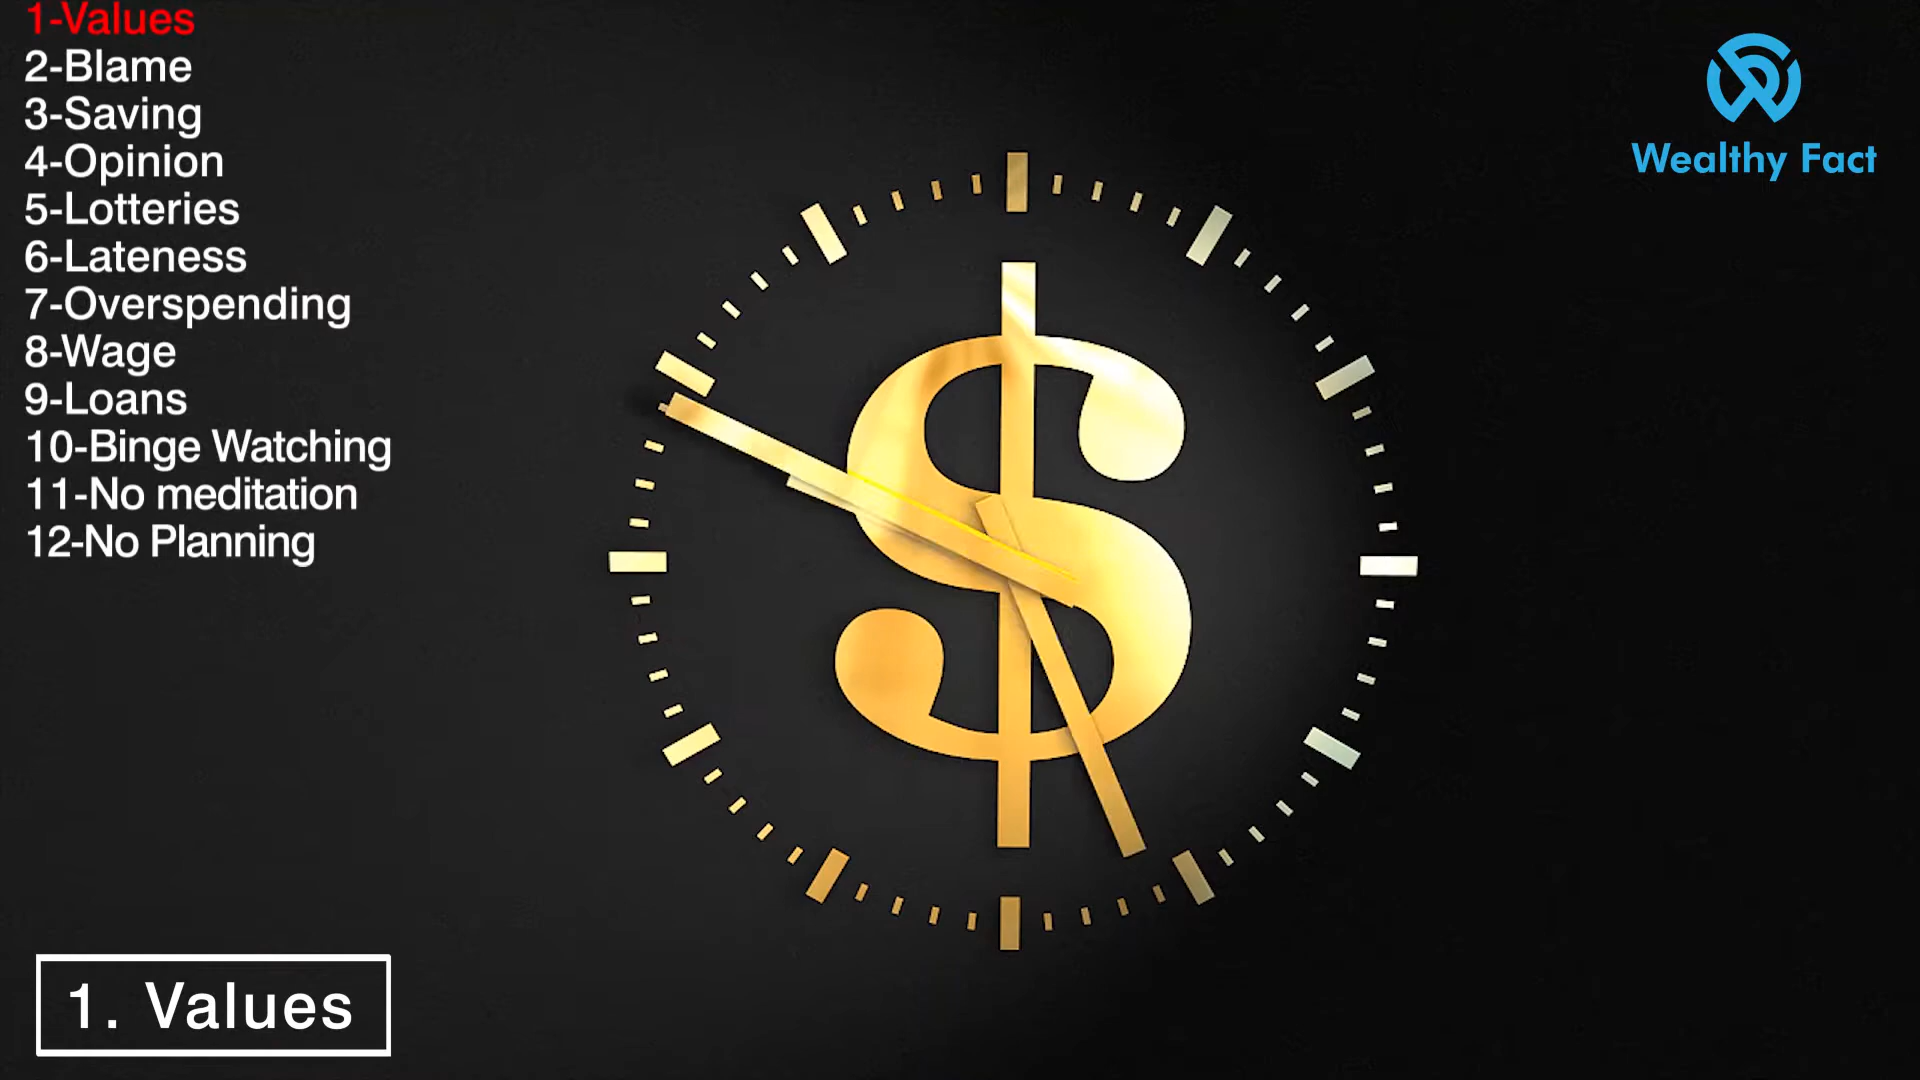 1-Values
2-Blame
3-Saving
4-Opinion
5-Lotteries
6-Lateness
7-Overspending
8-Wage
9-Loans
10-Binge Watching
11-No meditation
12-No Planning
Wealthy Fact
$
1. Values